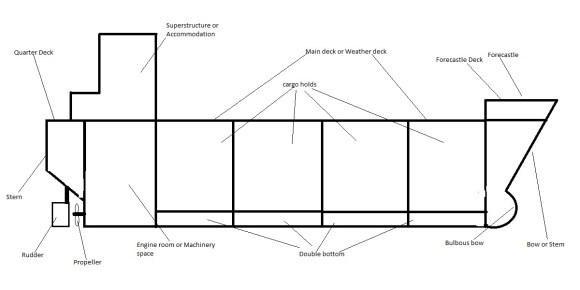 Superstructure or
Accommodation
Quarter Deck
Main deck or Weather deck
Forecastle
Forecastle Deck
cargo holds
Stern
Engine room or Machinery
space
Bulbous bow
Bow or Stem
Rudder
Propeller
Double bottom